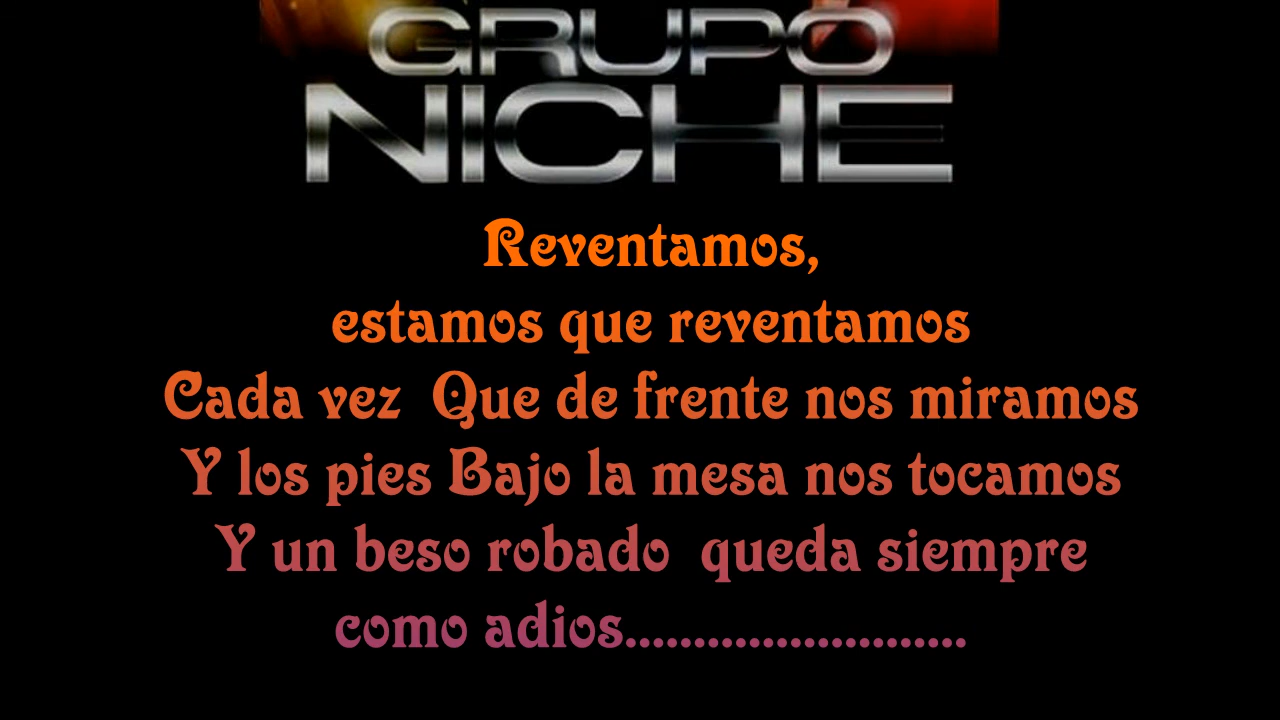 GRUPO
NICHE
Reventamos,
estamos que reventamos
Cada vez  Que de frente nos miramos
Y los pies Bajo la mesa nos tocamos
Y un beso robado  queda siempre
como adios.........................